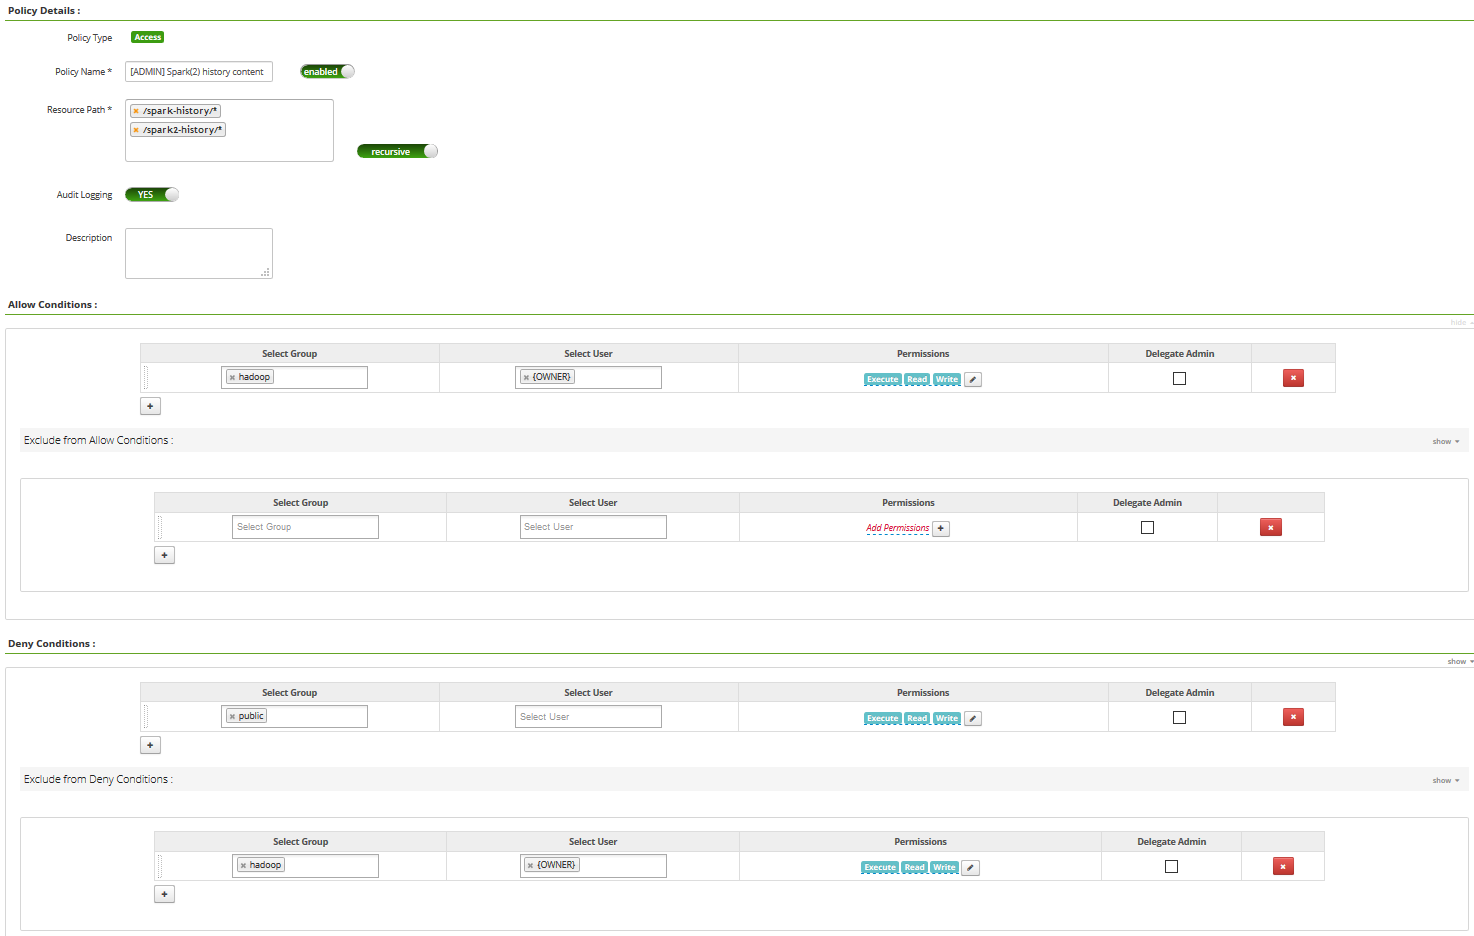 Policy Details :
Policy Type Access
Policy Name * [ADMIN] Spark(2) history content enabled
Resource Path * /spark-history/*
/spark2-history/*
recursive
Audit Logging YES
Description
Allow Conditions :
hide
Select Group Select User Permissions Delegate Admin
hadoop {OWNER} Execute Read Write
Exclude from Allow Conditions : show
Select Group Select User Permissions Delegate Admin
Select Group Select User Add Permissions
Deny Conditions :
show
Select Group Select User Permissions Delegate Admin
public Select User Execute Read Write
Exclude from Deny Conditions : show
Select Group Select User Permissions Delegate Admin
hadoop {OWNER} Execute Read Write